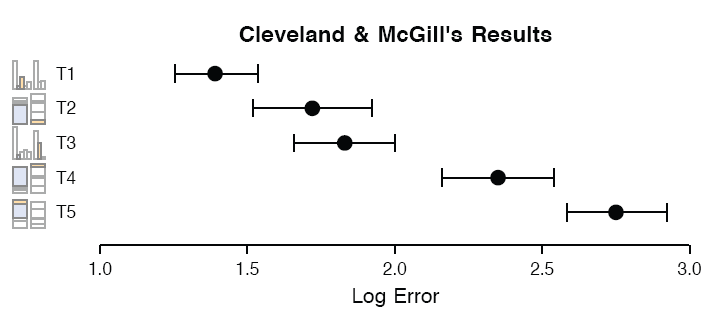 Cleveland & McGill's Results
T1
T2
T3
T4
T5
1.0 1.5 2.0 2.5 3.0
Log Error